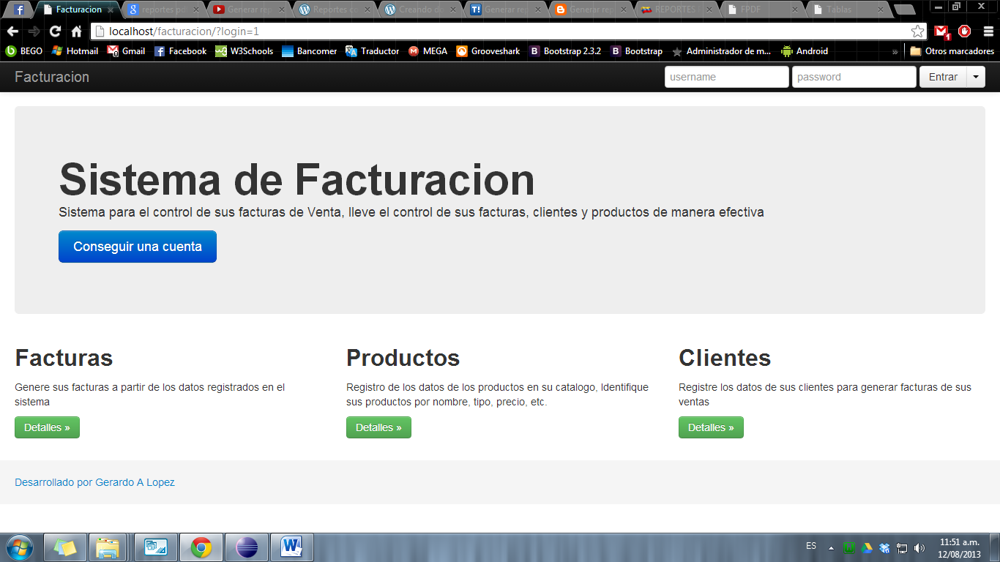 Facturacion
reportes pd
Generar rep
Reportes co
Creando do
Generar re
Generar rep
REPORTES
FPDF
Tablas
localhost/facturacion/?login=1
1
BEGO
Hotmail
Gmail
Facebook
W3Schools
Bancomer
Traductor
MEGA
Grooveshark
Bootstrap 2.3.2
Bootstrap
Administrador de m...
Android
»
Otros marcadores
Facturacion
username
password
Entrar
Sistema de Facturacion
Sistema para el control de sus facturas de Venta, lleve el control de sus facturas, clientes y productos de manera efectiva
Conseguir una cuenta
Facturas
Genere sus facturas a partir de los datos registrados en el
sistema
Detalles »
Productos
Registro de los datos de los productos en su catalogo, Identifique
sus productos por nombre, tipo, precio, etc.
Detalles »
Clientes
Registre los datos de sus clientes para generar facturas de sus
ventas
Detalles »
Desarrollado por Gerardo A Lopez
ES
11:51 a.m.
12/08/2013